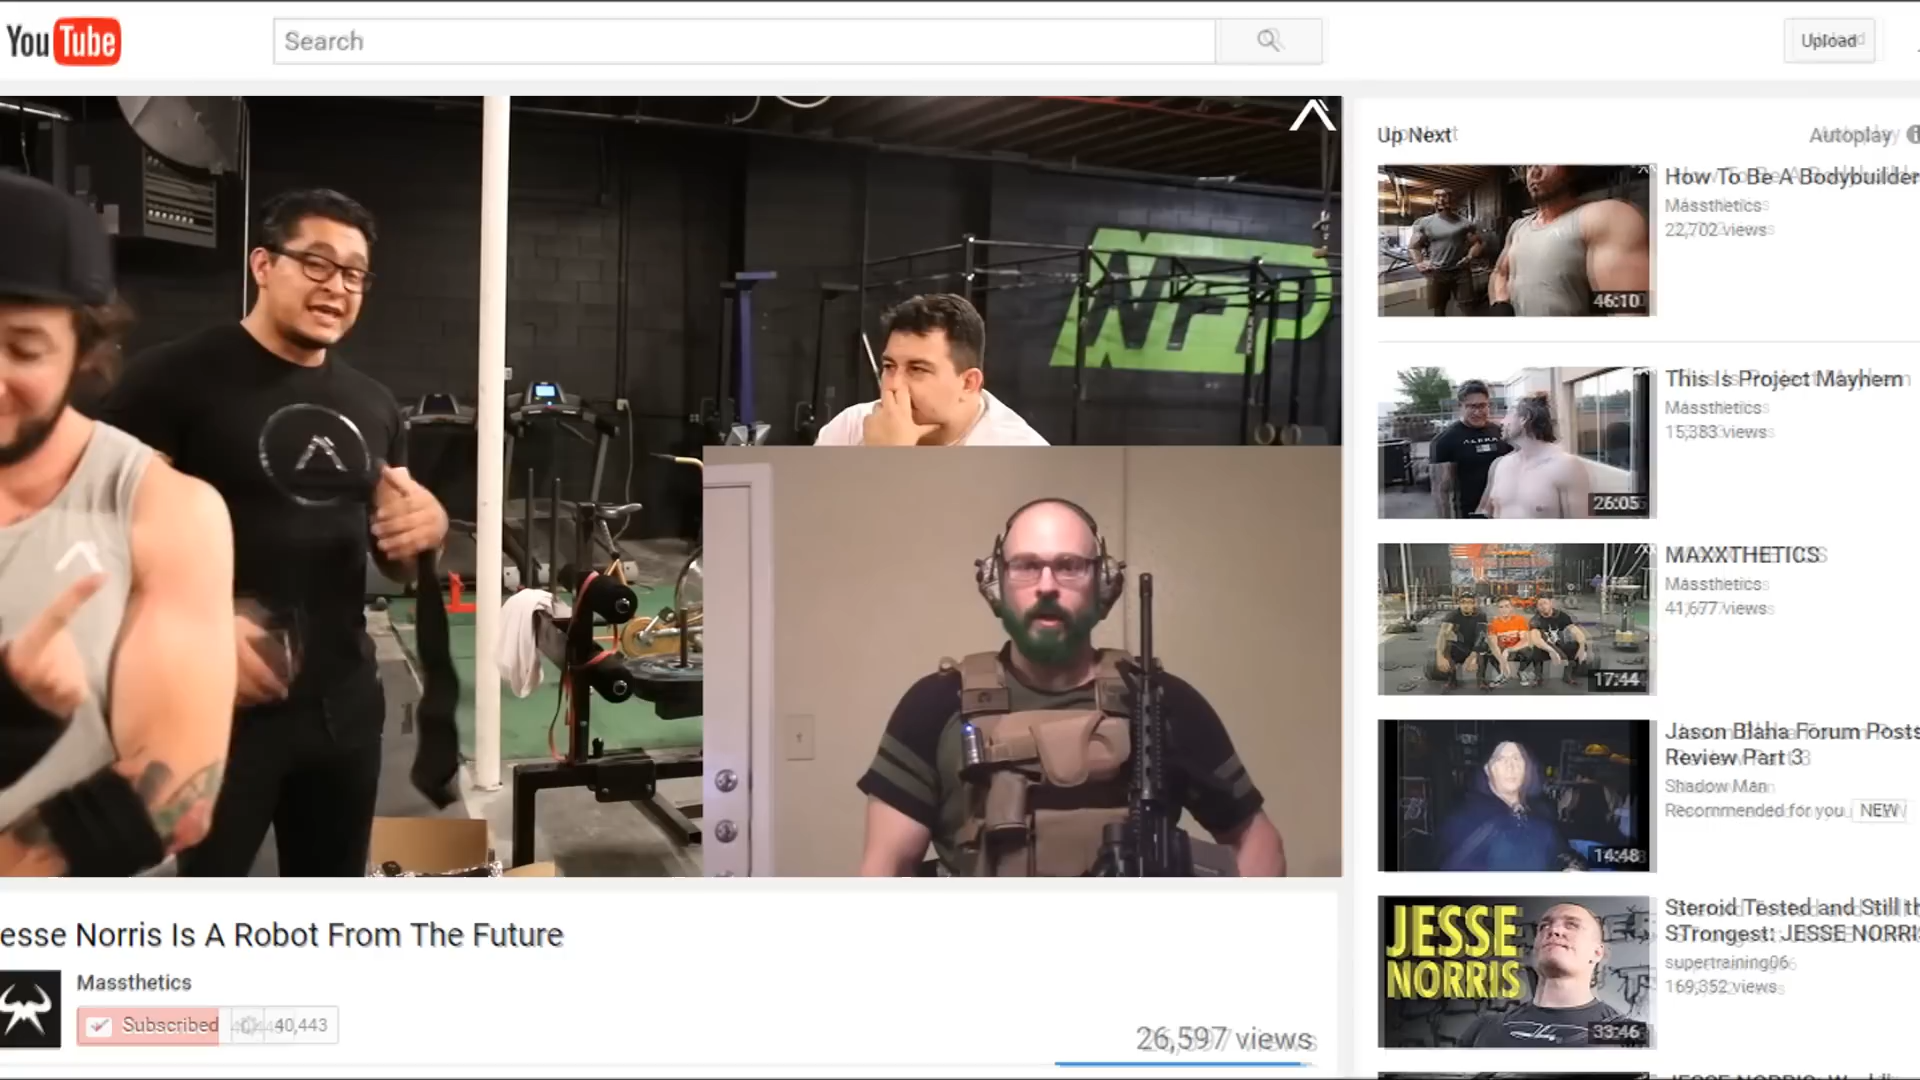 YouTube
Search
Upload
NFP
Up Next
Autoplay
How To Be A Bodybuilder
Massthetics
22,702 views
46:10
This Is Project Mayhem
Massthetics
15,383 views
26:05
MAXXTHETICS
Massthetics
41,677 views
17:44
Jason Blaha Forum Posts
Review Part 3
Shadow Man
Recommended for you NEW
14:48
JESSE
NORRIS
33:46
Steroid Tested and Still th
STrongest: JESSE NORRIS
supertraining06
169,352 views
esse Norris Is A Robot From The Future
Massthetics
Subscribed 40,443
26,597 views